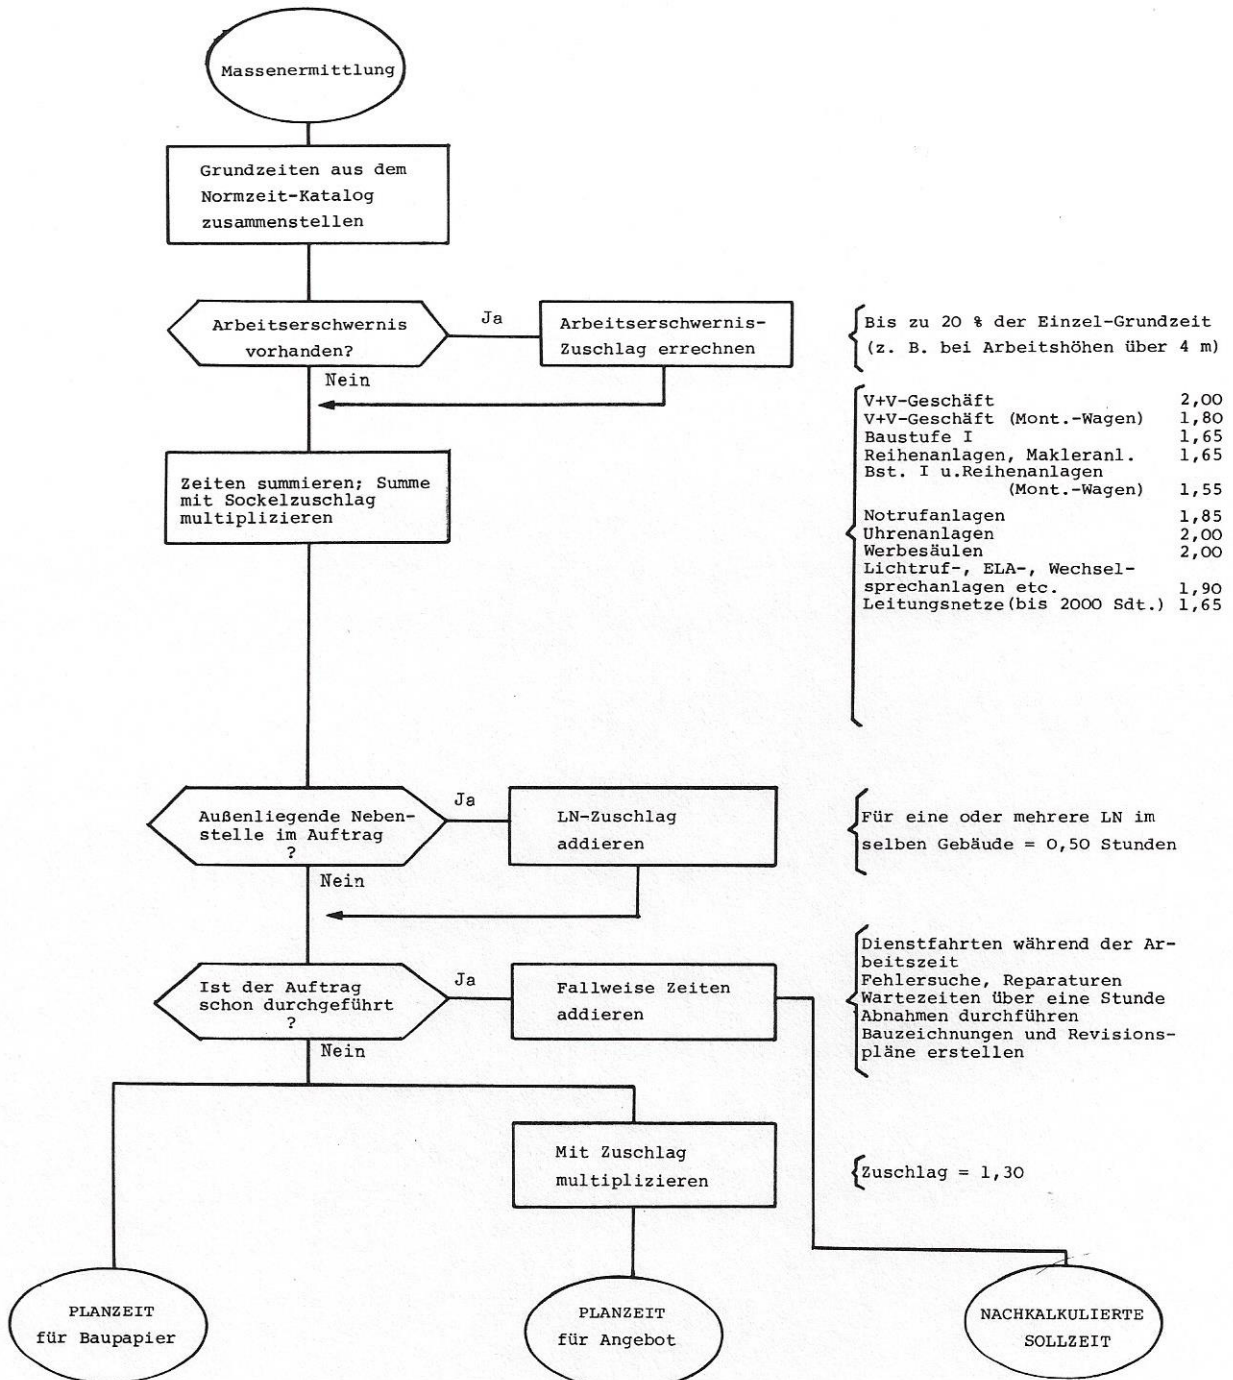 Massenermittlung
Grundzeiten aus dem
Normzeit-Katalog
zusammenstellen
Arbeitserschwernis
vorhanden?
Ja
Arbeitserschwernis-
Zuschlag errechnen
Bis zu 20 % der Einzel-Grundzeit
(z. B. bei Arbeitshöhen über 4 m)
Nein
Zeiten summieren; Summe
mit Sockelzuschlag
multiplizieren
V+V-Geschäft 2,00
V+V-Geschäft (Mont.-Wagen) 1,80
Baustufe I 1,65
Reihenanlagen, Makleranl. 1,65
Bst. I u.Reihenanlagen
(Mont.-Wagen) 1,55
Notrufanlagen 1,85
Uhrenanlagen 2,00
Werbesäulen 2,00
Lichtruf-, ELA-, Wechsel-
sprechanlagen etc. 1,90
Leitungsnetze(bis 2000 Sdt.) 1,65
Außenliegende Neben-
stelle im Auftrag
?
Ja
LN-Zuschlag
addieren
Für eine oder mehrere LN im
selben Gebäude = 0,50 Stunden
Nein
Ist der Auftrag
schon durchgeführt
?
Ja
Fallweise Zeiten
addieren
Dienstfahrten während der Ar-
beitszeit
Fehlersuche, Reparaturen
Wartezeiten über eine Stunde
Abnahmen durchführen
Bauzeichnungen und Revisions-
pläne erstellen
Nein
Mit Zuschlag
multiplizieren
Zuschlag = 1,30
PLANZEIT
für Baupapier
PLANZEIT
für Angebot
NACHKALKULIERTE
SOLLZEIT